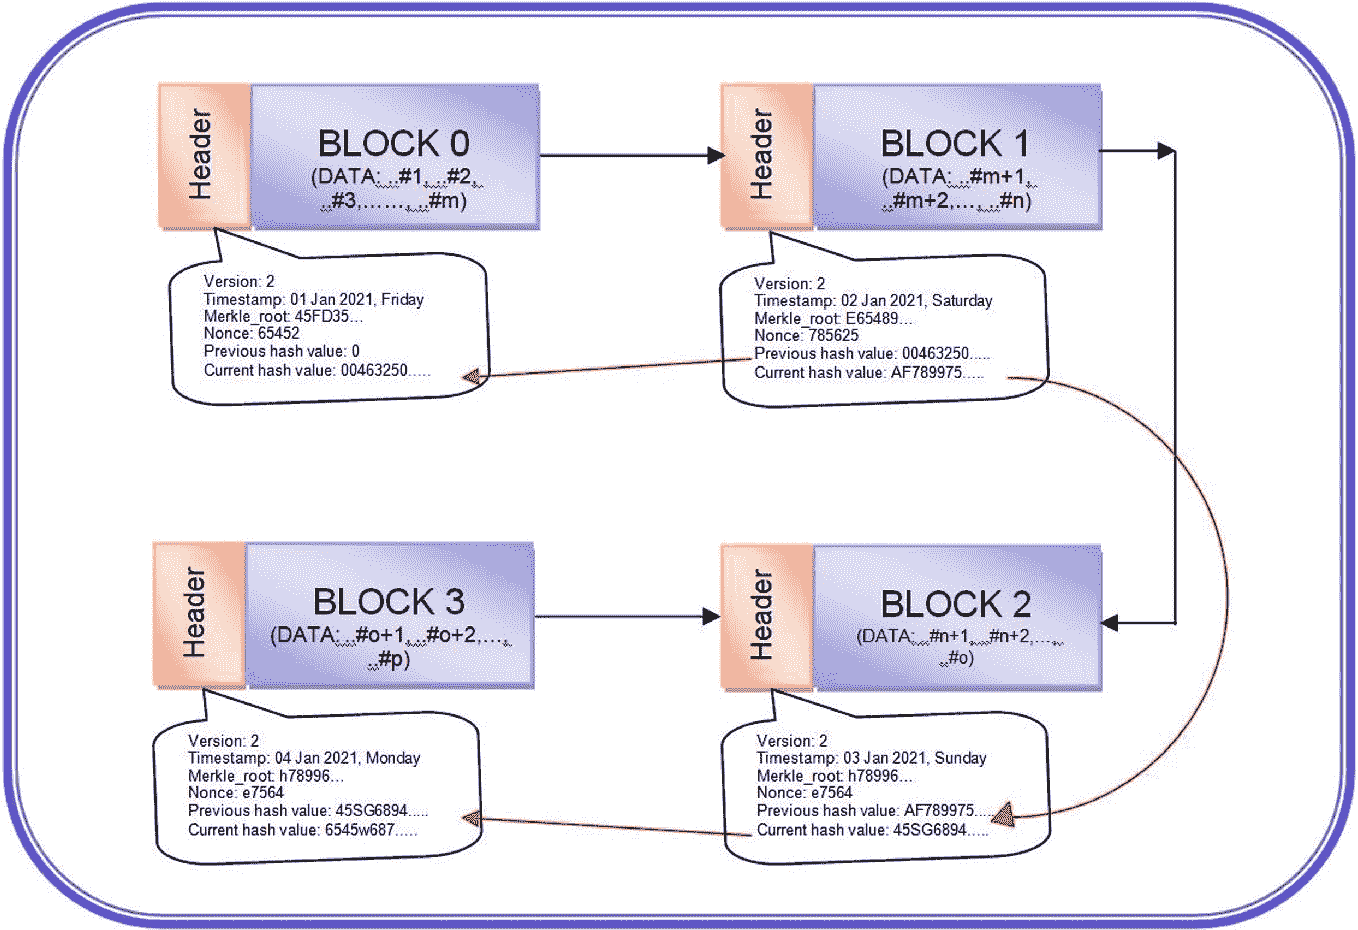 Header
BLOCK 0
(DATA: ..#1, ..#2,
..#3,......, ..#m)
Version: 2
Timestamp: 01 Jan 2021, Friday
Merkle_root: 45FD35...
Nonce: 65452
Previous hash value: 0
Current hash value: 00463250.....
Header
BLOCK 1
(DATA: ..#m+1,
..#m+2,..., ..#n)
Version: 2
Timestamp: 02 Jan 2021, Saturday
Merkle_root: E65489...
Nonce: 785625
Previous hash value: 00463250.....
Current hash value: AF789975.....
Header
BLOCK 3
(DATA: ..#o+1, ..#o+2,...,
..#p)
Version: 2
Timestamp: 04 Jan 2021, Monday
Merkle_root: h78996...
Nonce: e7564
Previous hash value: 45SG6894.....
Current hash value: 6545w687.....
Header
BLOCK 2
(DATA: ..#n+1, ..#n+2,...,
..#o)
Version: 2
Timestamp: 03 Jan 2021, Sunday
Merkle_root: h78996...
Nonce: e7564
Previous hash value: AF789975.....
Current hash value: 45SG6894.....